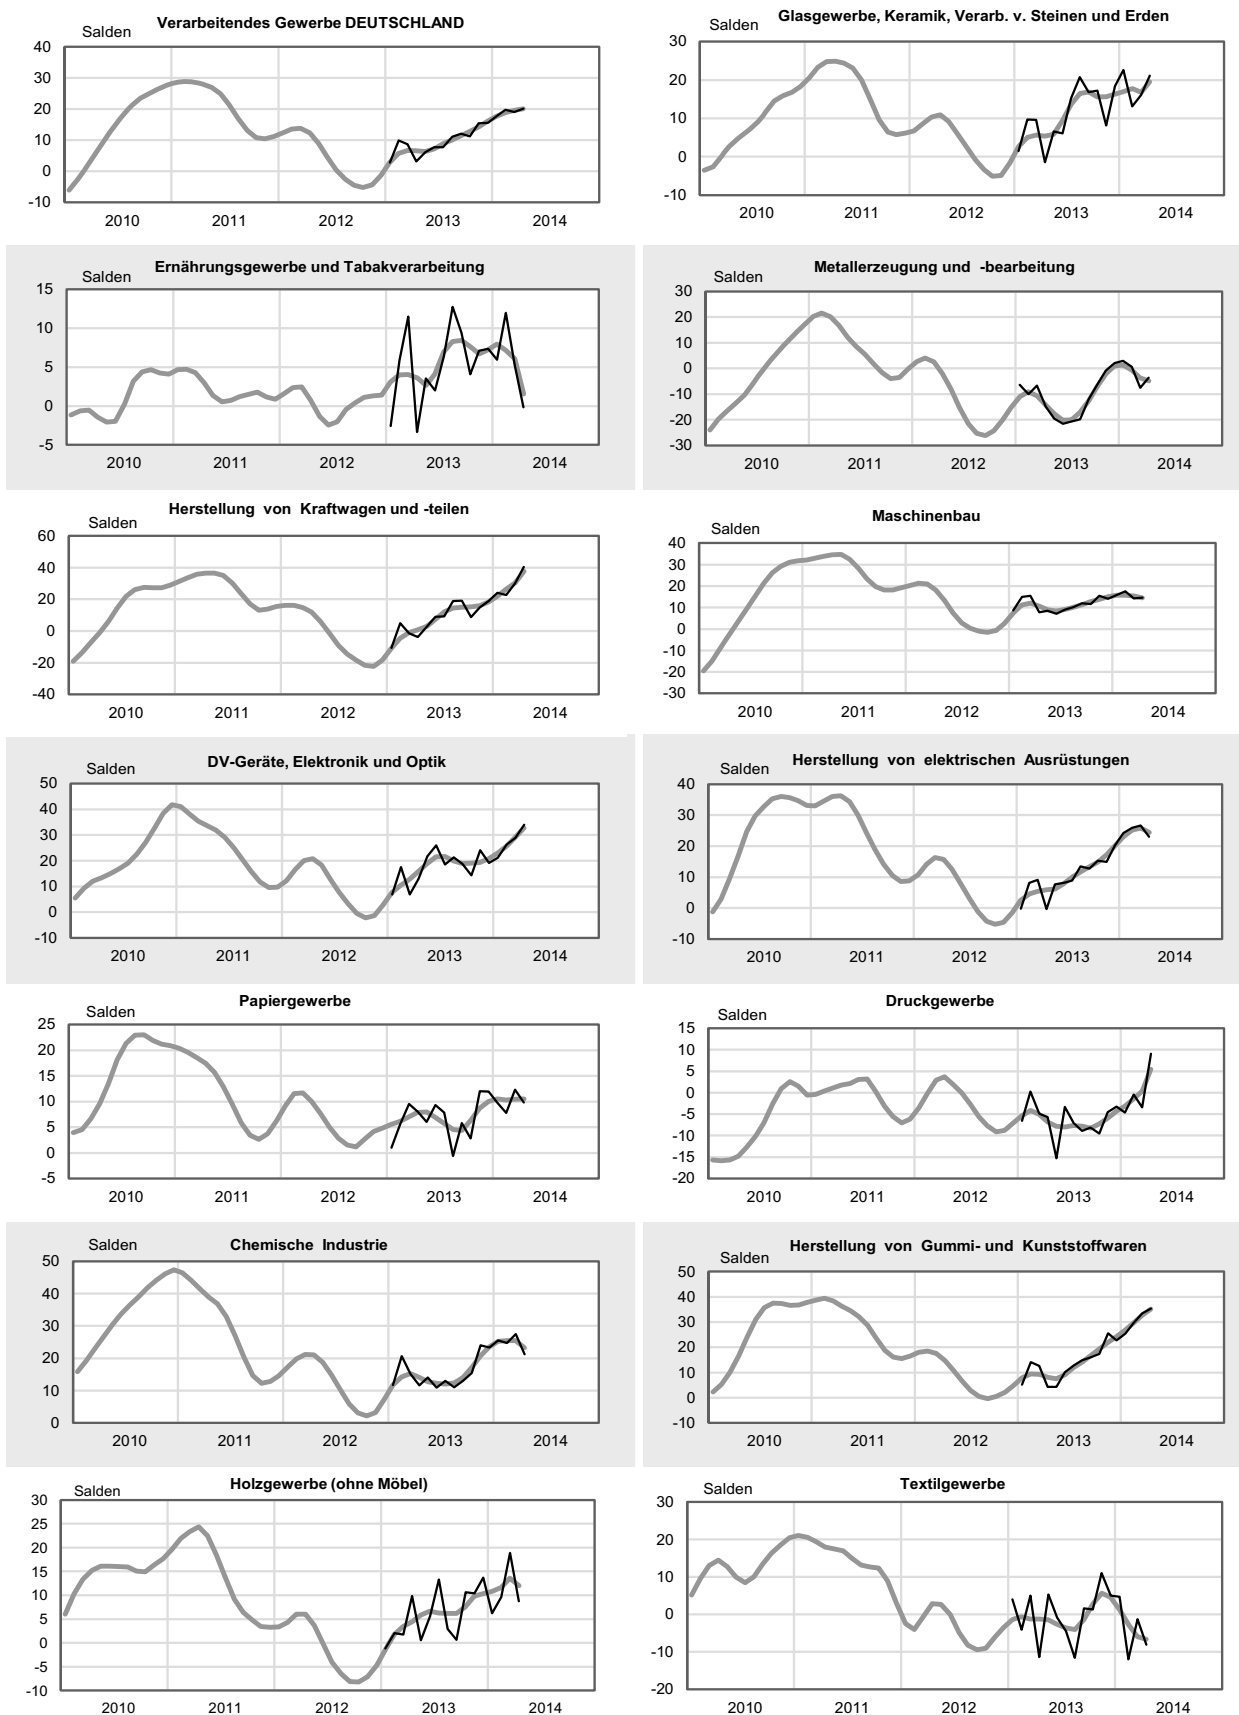 Verarbeitendes Gewerbe DEUTSCHLAND
Salden
40
30
20
10
0
-10
2010 2011 2012 2013 2014
Glasgewerbe, Keramik, Verarb. v. Steinen und Erden
Salden
30
20
10
0
-10
2010 2011 2012 2013 2014
Ernährungsgewerbe und Tabakverarbeitung
Salden
15
10
5
0
-5
2010 2011 2012 2013 2014
Metallerzeugung und -bearbeitung
Salden
30
20
10
0
-10
-20
-30
2010 2011 2012 2013 2014
Herstellung von Kraftwagen und -teilen
Salden
60
40
20
0
-20
-40
2010 2011 2012 2013 2014
Maschinenbau
Salden
40
30
20
10
0
-10
-20
-30
2010 2011 2012 2013 2014
DV-Geräte, Elektronik und Optik
Salden
50
40
30
20
10
0
-10
2010 2011 2012 2013 2014
Herstellung von elektrischen Ausrüstungen
Salden
40
30
20
10
0
-10
2010 2011 2012 2013 2014
Papiergewerbe
Salden
25
20
15
10
5
0
-5
2010 2011 2012 2013 2014
Druckgewerbe
Salden
15
10
5
0
-5
-10
-15
-20
2010 2011 2012 2013 2014
Chemische Industrie
Salden
50
40
30
20
10
0
2010 2011 2012 2013 2014
Herstellung von Gummi- und Kunststoffwaren
Salden
50
40
30
20
10
0
-10
2010 2011 2012 2013 2014
Holzgewerbe (ohne Möbel)
Salden
30
25
20
15
10
5
0
-5
-10
2010 2011 2012 2013 2014
Textilgewerbe
Salden
30
20
10
0
-10
-20
2010 2011 2012 2013 2014